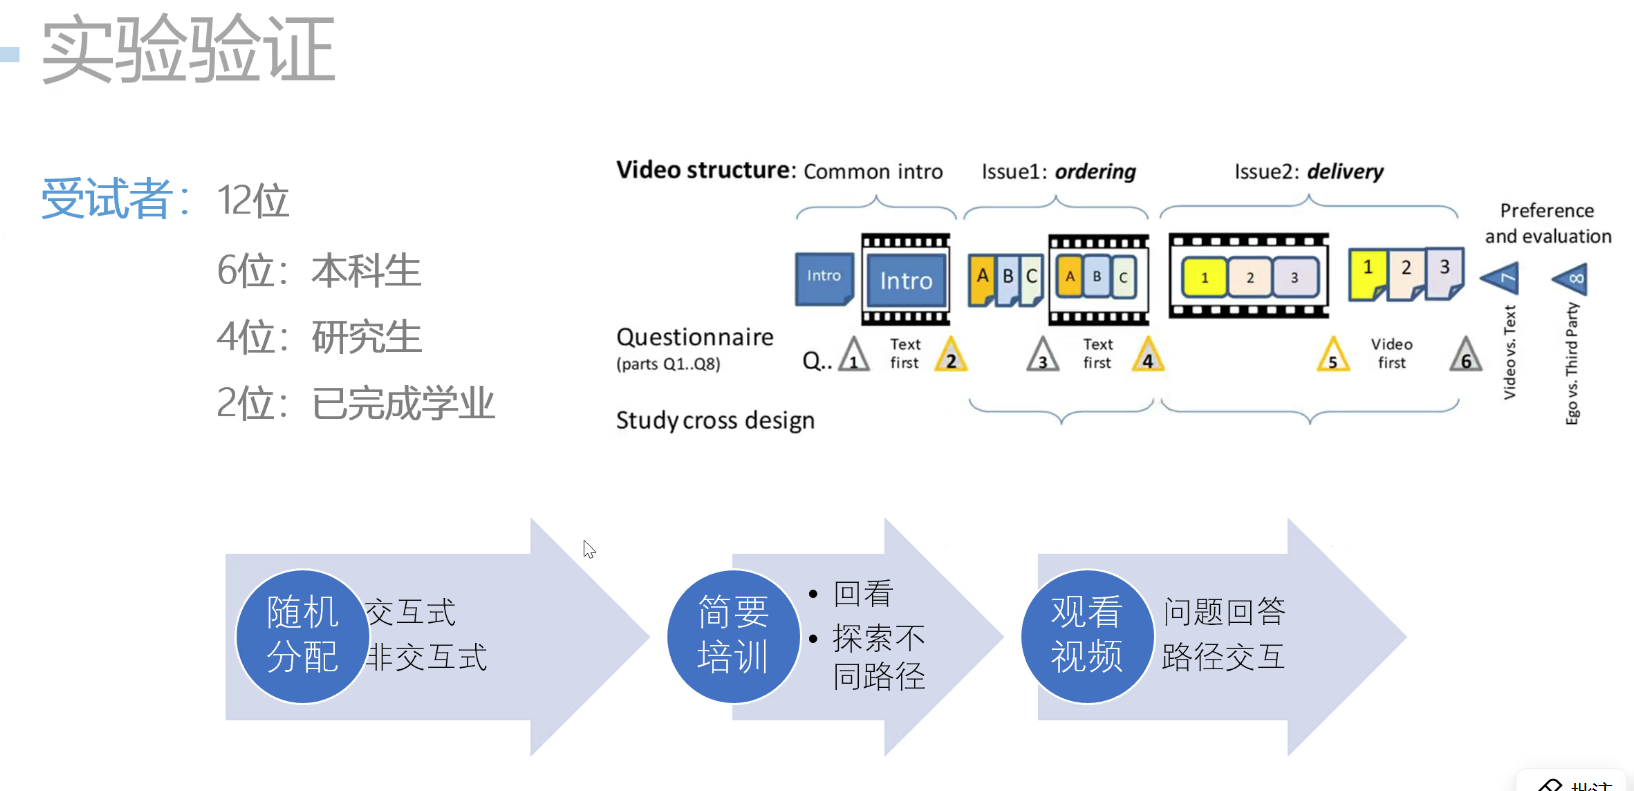 实验验证
受试者：12位
6位：本科生
4位：研究生
2位：已完成学业
Video structure: Common intro
Issue1: ordering
Issue2: delivery
Preference
and evaluation
Intro
Intro
A B C
A B C
1 2 3
1 2 3
7
8
Questionnaire
(parts Q1..Q8)
Q..
1
Text
first
2
3
Text
first
4
5
Video
first
6
Video vs. Text
Ego vs. Third Party
Study cross design
随机
分配
交互式
非交互式
简要
培训
• 回看
• 探索不
同路径
观看
视频
问题回答
路径交互